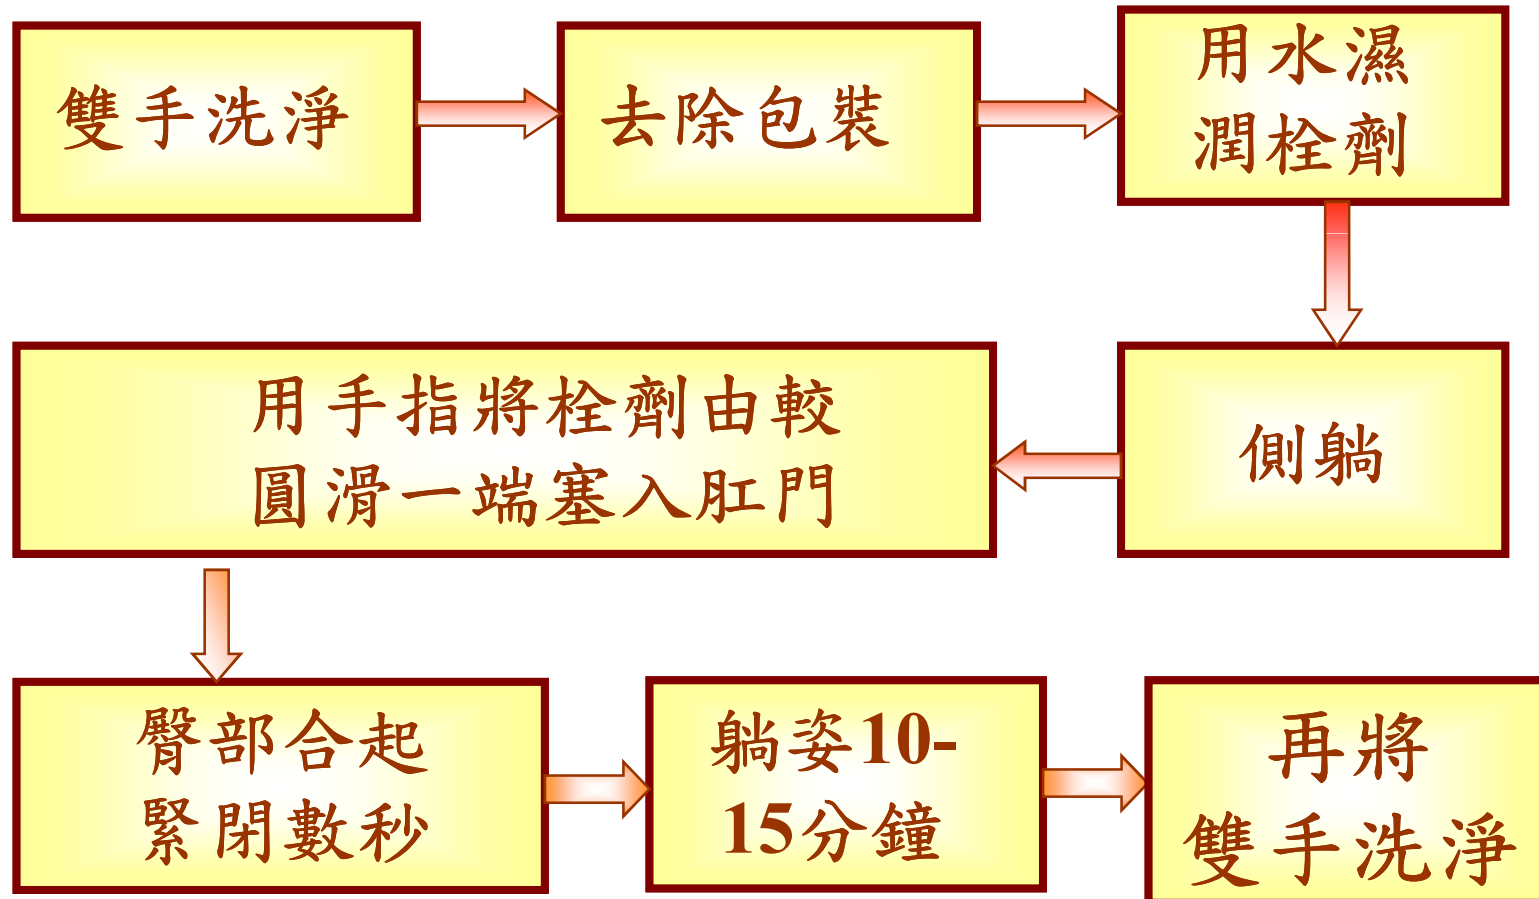 雙手洗淨
去除包裝
用水濕
潤栓劑
側躺
用手指將栓劑由較
圓滑一端塞入肛門
臀部合起
緊閉數秒
躺姿10-
15分鐘
再將
雙手洗淨